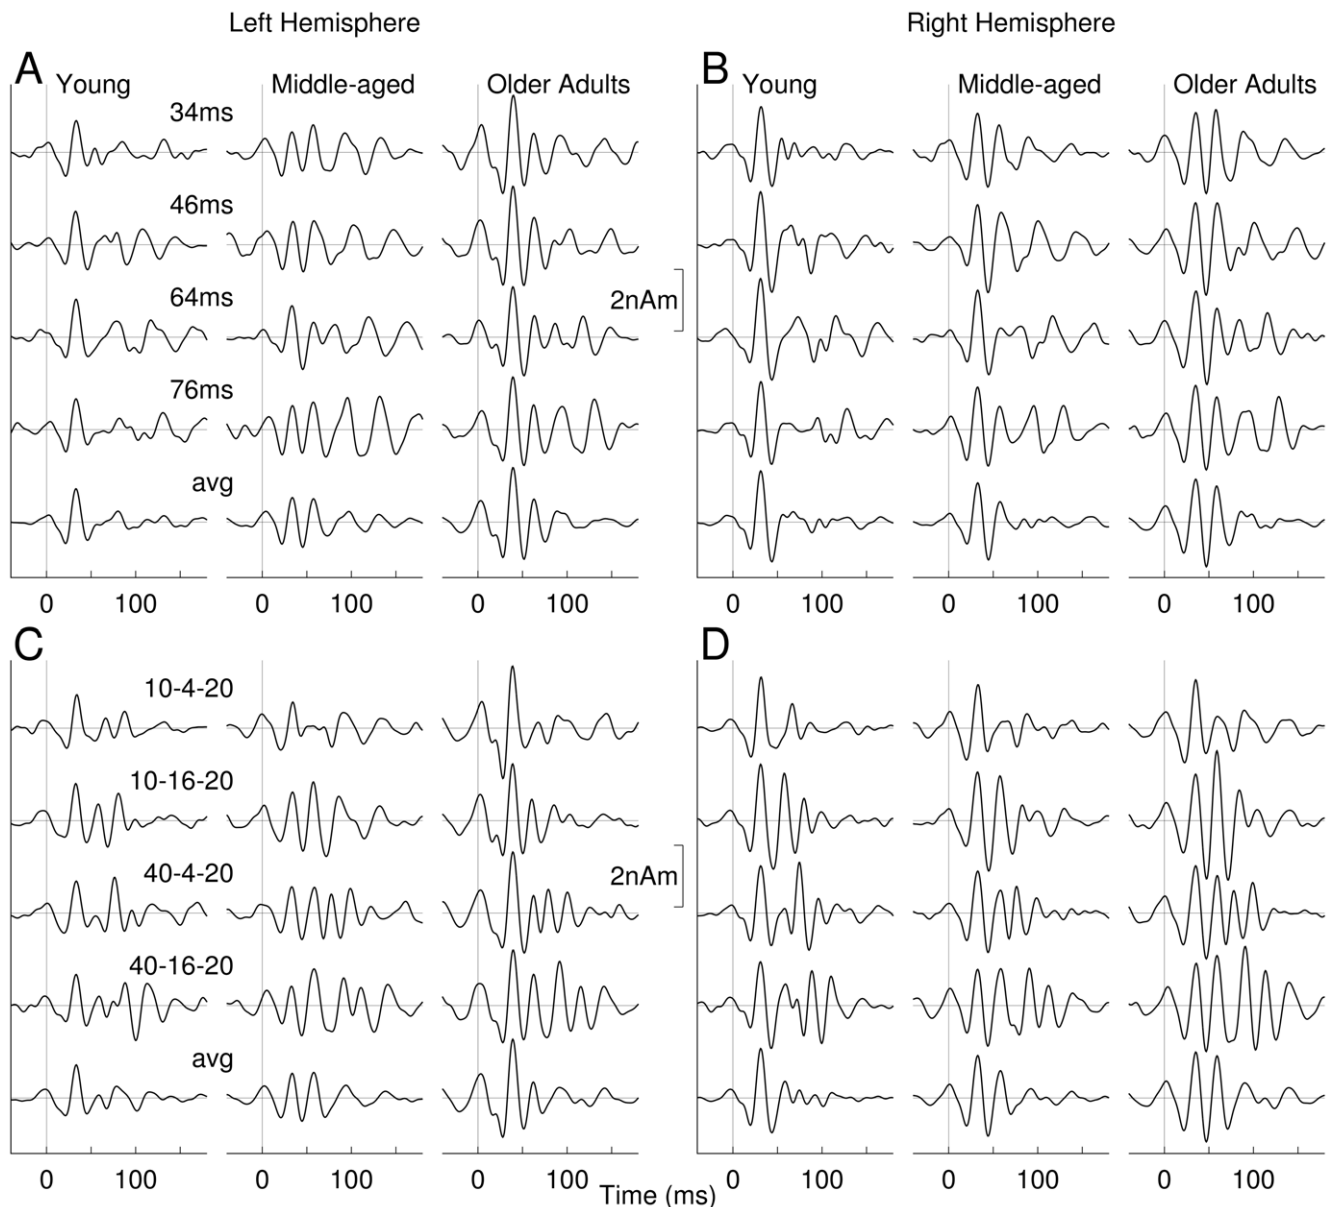 Left Hemisphere Right Hemisphere
A B
Young Middle-aged Older Adults Young Middle-aged Older Adults
34ms
46ms
64ms
2nAm
76ms
avg
0 100 0 100 0 100 0 100 0 100 0 100
C D
10-4-20
10-16-20
40-4-20
2nAm
40-16-20
avg
0 100 0 100 0 100 0 100 0 100 0 100
Time (ms)